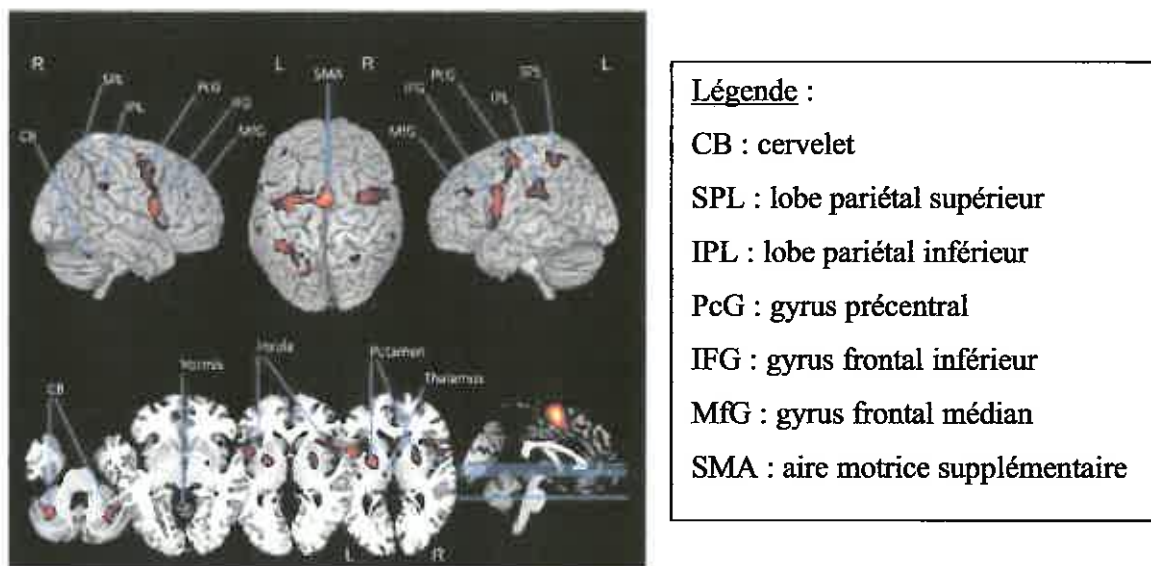 R L R L
SMA
SPL
IPL
PcG
IFG
MfG
CB
IFG
PcG
IPL
SPL
MfG
CB
Vermis
Insula
Putamen
Thalamus
L R
Légende :
CB : cervelet
SPL : lobe pariétal supérieur
IPL : lobe pariétal inférieur
PcG : gyrus précentral
IFG : gyrus frontal inférieur
MfG : gyrus frontal médian
SMA : aire motrice supplémentaire